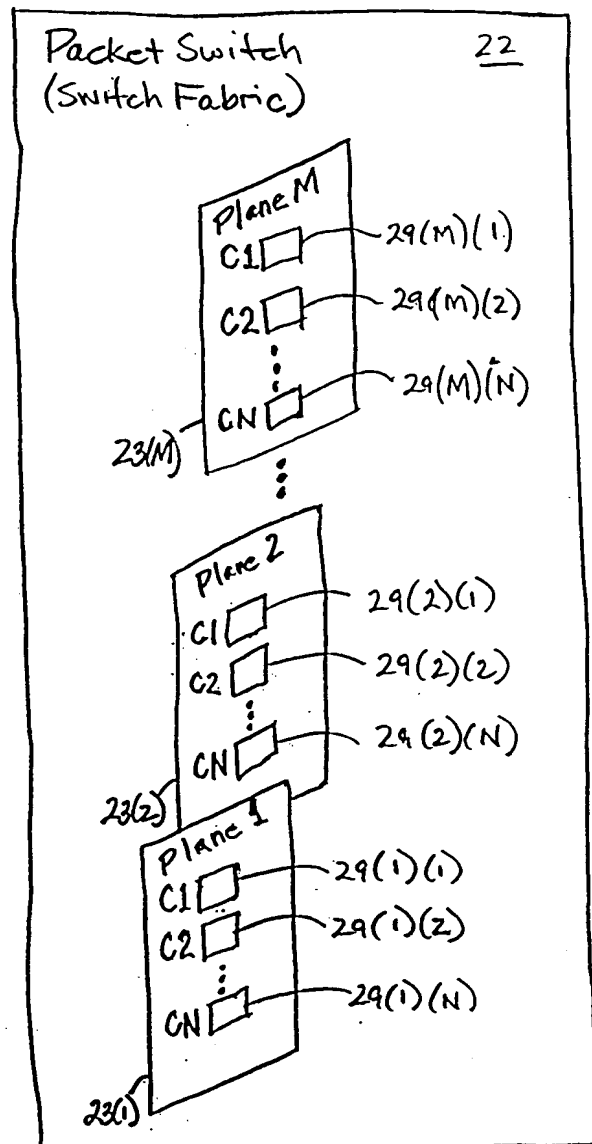 Packet Switch 22
(Switch Fabric)
Plane M
C1 29(M)(1)
C2 29(M)(2)
CN 29(M)(N)
23(M)
Plane 2
C1 29(2)(1)
C2 29(2)(2)
CN 29(2)(N)
23(2)
Plane 1
C1 29(1)(1)
C2 29(1)(2)
CN 29(1)(N)
23(1)